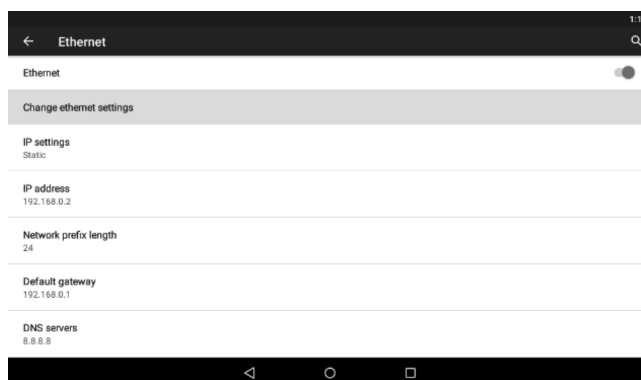 Ethernet
Ethernet
Change ethernet settings
IP settings
Static
IP address
192.168.0.2
Network prefix length
24
Default gateway
192.168.0.1
DNS servers
8.8.8.8